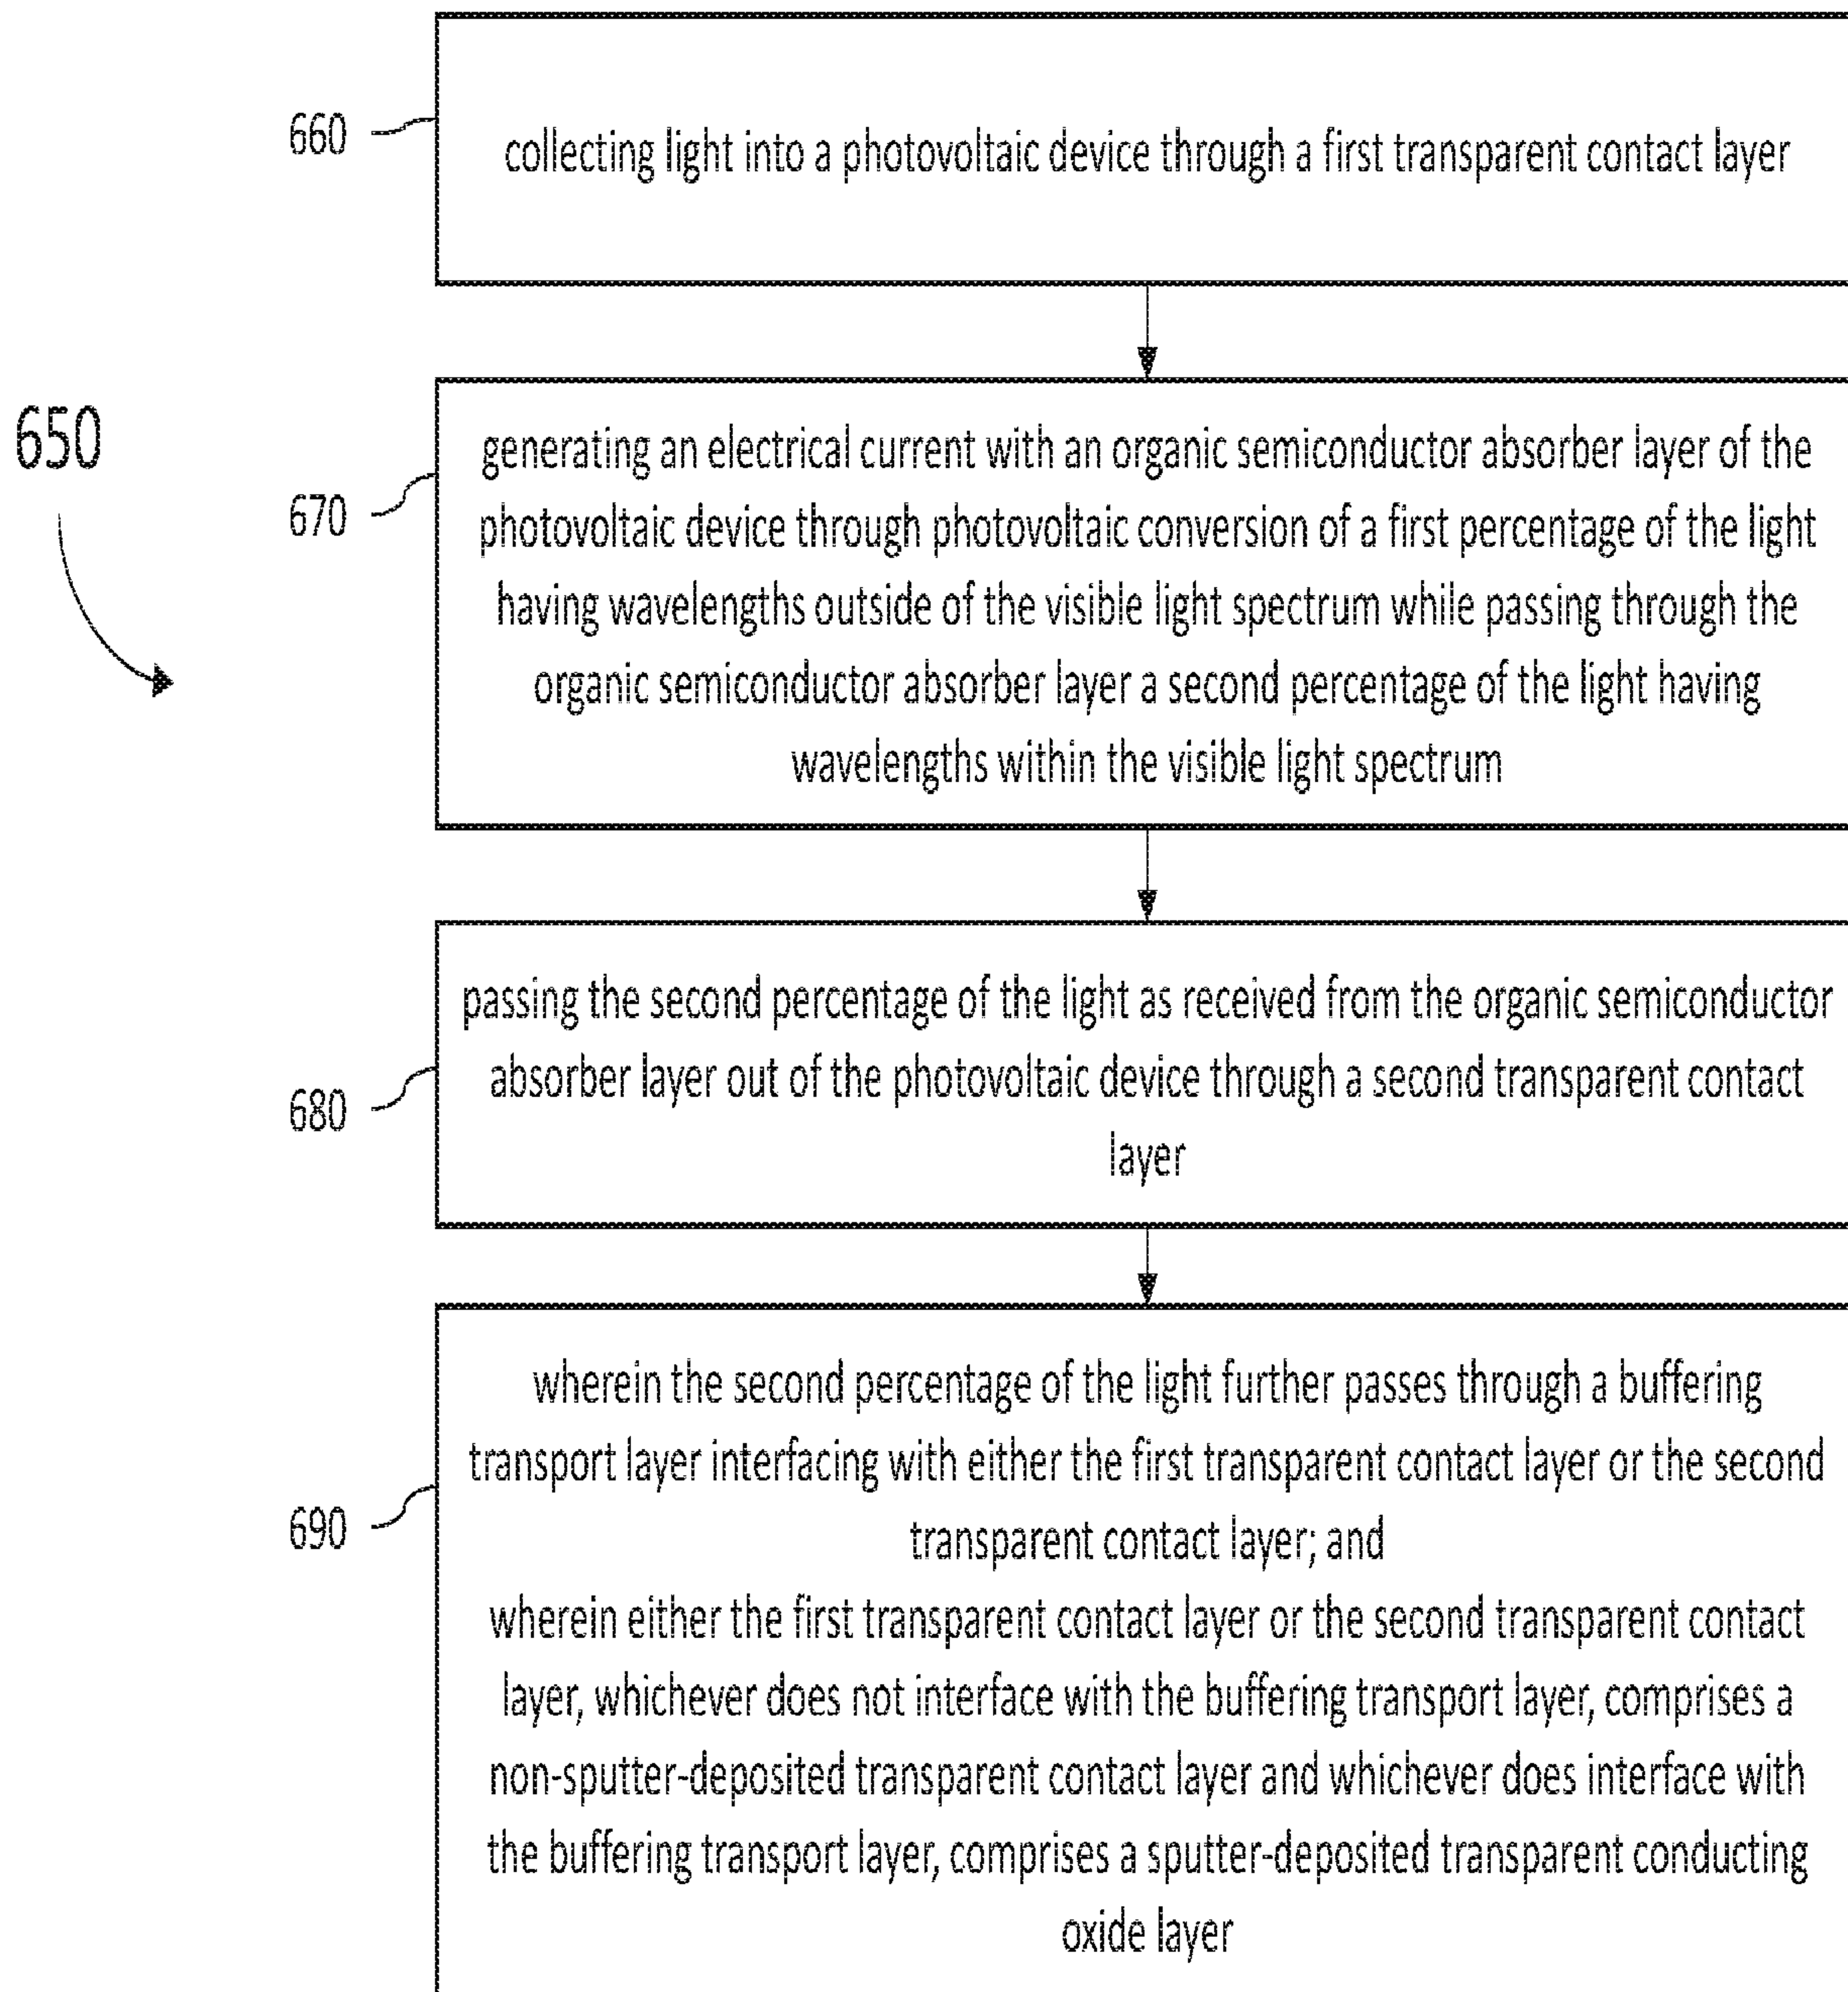 660
collecting light into a photovoltaic device through a first transparent contact layer
650
670
generating an electrical current with an organic semiconductor absorber layer of the
photovoltaic device through photovoltaic conversion of a first percentage of the light
having wavelengths outside of the visible light spectrum while passing through the
organic semiconductor absorber layer a second percentage of the light having
wavelengths within the visible light spectrum
680
passing the second percentage of the light as received from the organic semiconductor
absorber layer out of the photovoltaic device through a second transparent contact
layer
690
wherein the second percentage of the light further passes through a buffering
transport layer interfacing with either the first transparent contact layer or the second
transparent contact layer; and
wherein either the first transparent contact layer or the second transparent contact
layer, whichever does not interface with the buffering transport layer, comprises a
non-sputter-deposited transparent contact layer and whichever does interface with
the buffering transport layer, comprises a sputter-deposited transparent conducting
oxide layer